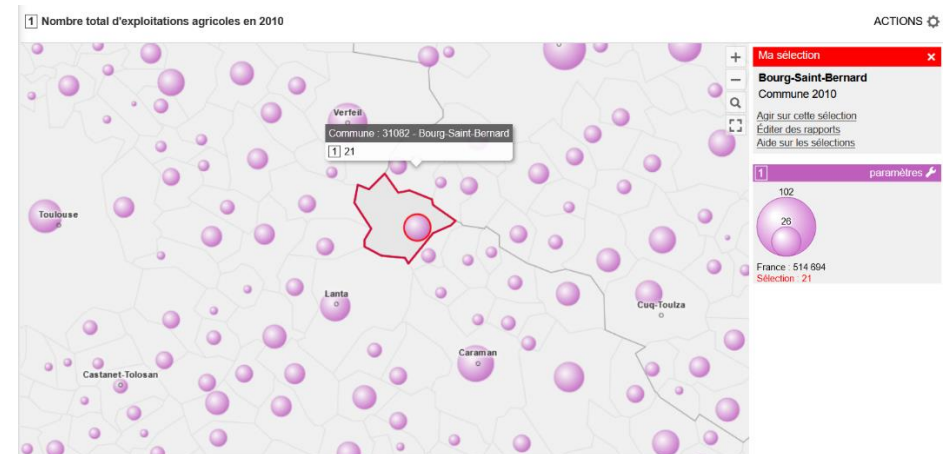 1 Nombre total d'exploitations agricoles en 2010
ACTIONS
Verfeil
Commune : 31082 - Bourg-Saint-Bernard
1 21
Toulouse
Lanta
Cuq-Toulza
Caraman
Castanet-Tolosan
+
−
Ma sélection ×
Bourg-Saint-Bernard
Commune 2010
Agir sur cette sélection
Éditer des rapports
Aide sur les sélections
1 paramètres
102
26
France : 514 694
Sélection : 21